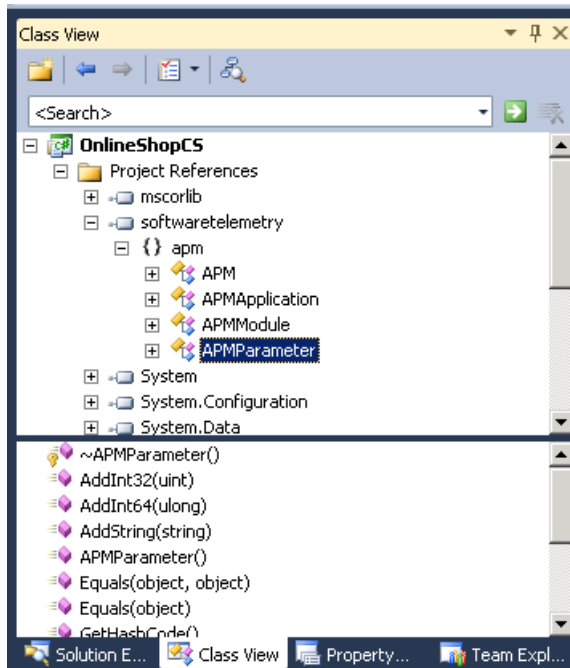 Class View
<Search>
OnlineShopCS
Project References
mscorlib
softwaretelemetry
{} apm
APM
APMApplication
APMModule
APMParameter
System
System.Configuration
System.Data
~APMParameter()
AddInt32(uint)
AddInt64(ulong)
AddString(string)
APMParameter()
Equals(object, object)
Equals(object)
GetHashCode()
Solution E... Class View Property... Team Expl...